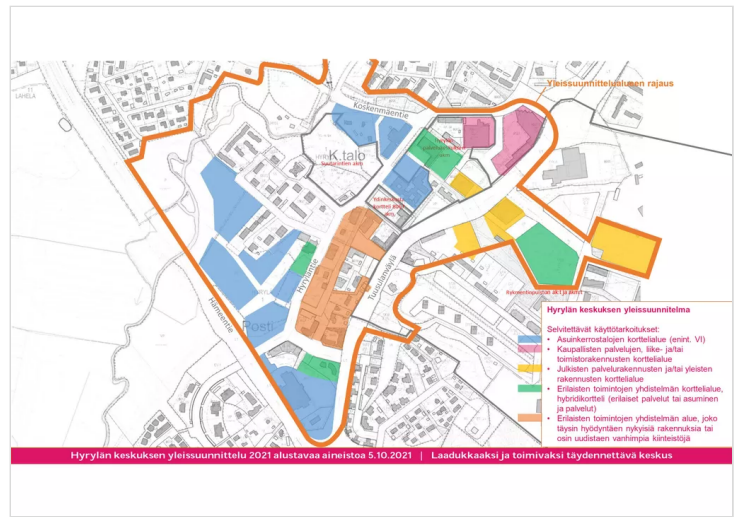 LAHELA
Yleissuunnittelualueen rajaus
Koskenmäentie
K.talo
Hyryläntie
Tuusulanväylä
Hämeentie
Posti
Hyrylän keskuksen yleissuunnitelma
Selvitettävät käyttötarkoitukset:
• Asuinkerrostalojen korttelialue (enint. VI)
• Kaupallisten palvelujen, liike- ja/tai
toimistorakennusten korttelialue
• Julkisten palvelurakennusten ja/tai yleisten
rakennusten korttelialue
• Erilaisten toimintojen yhdistelmän korttelialue,
hybridikortteli (erilaiset palvelut tai asuminen
ja palvelut)
• Erilaisten toimintojen yhdistelmän alue, joko
täysin hyödyntäen nykyisiä rakennuksia tai
osin uudistaen vanhimpia kiinteistöjä
Hyrylän keskuksen yleissuunnittelu 2021 alustavaa aineistoa 5.10.2021 | Laadukkaaksi ja toimivaksi täydennettävä keskus